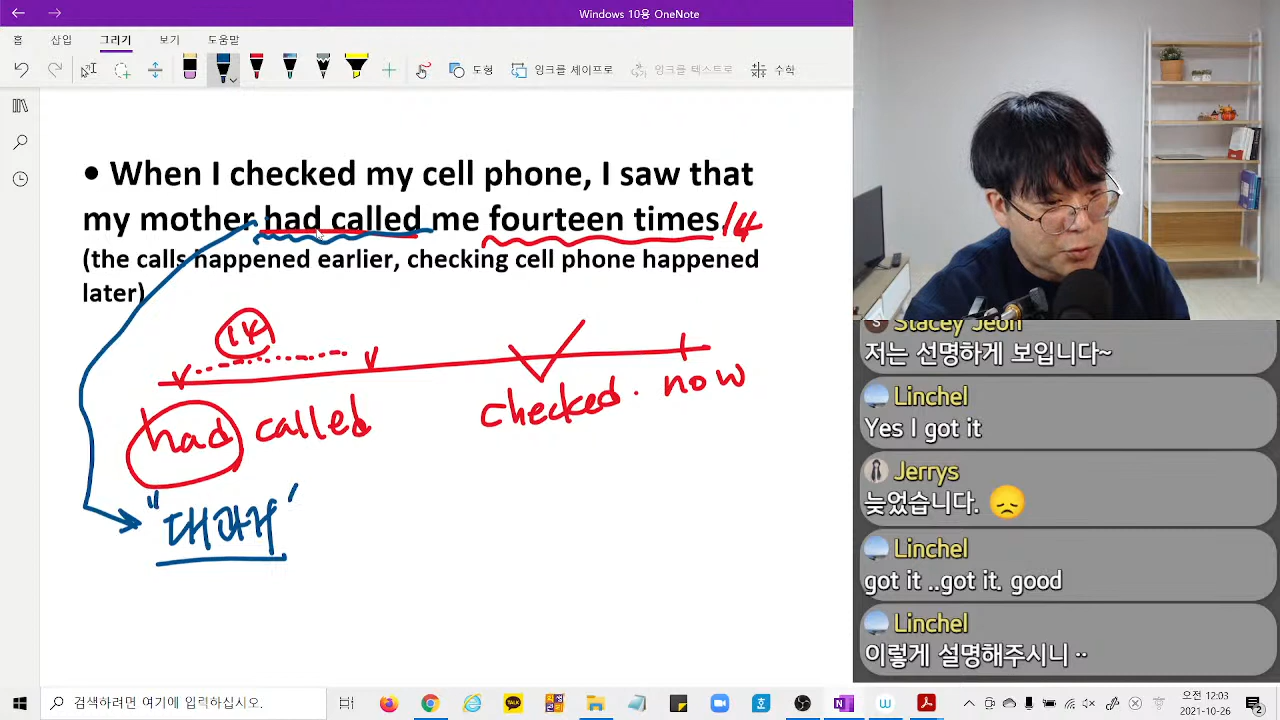 Windows 10용 OneNote
홈 삽입 그리기 보기 도움말
도형 잉크를 셰이프로 잉크를 텍스트로 수학
• When I checked my cell phone, I saw that
my mother had called me fourteen times 14
(the calls happened earlier, checking cell phone happened
later)
14
had called checked. now
"대과거'
Stacey Jeon
저는 선명하게 보입니다~
Linchel
Yes I got it
Jerrys
늦었습니다. 😞
Linchel
got it ..got it. good
Linchel
이렇게 설명해주시니 ··
검색하려면 여기에 입력하십시오.
오전 9:03
2021-10-26